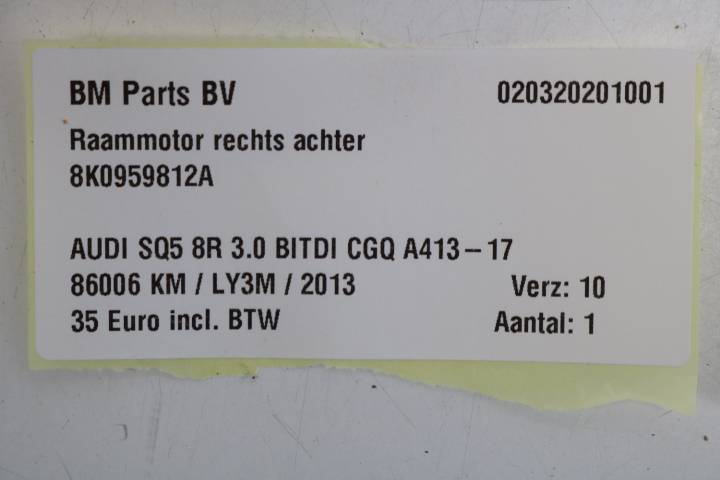 BM Parts BV 020320201001
Raammotor rechts achter
8K0959812A
AUDI SQ5 8R 3.0 BITDI CGQ A413-17
86006 KM / LY3M / 2013 Verz: 10
35 Euro incl. BTW Aantal: 1